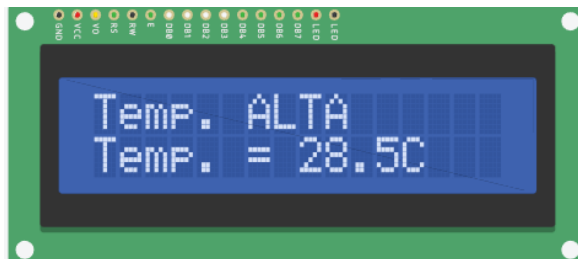 GND VCC VO RS RW E DB0 DB1 DB2 DB3 DB4 DB5 DB6 DB7 LED LED
Temp. ALTA
Temp. = 28.5C